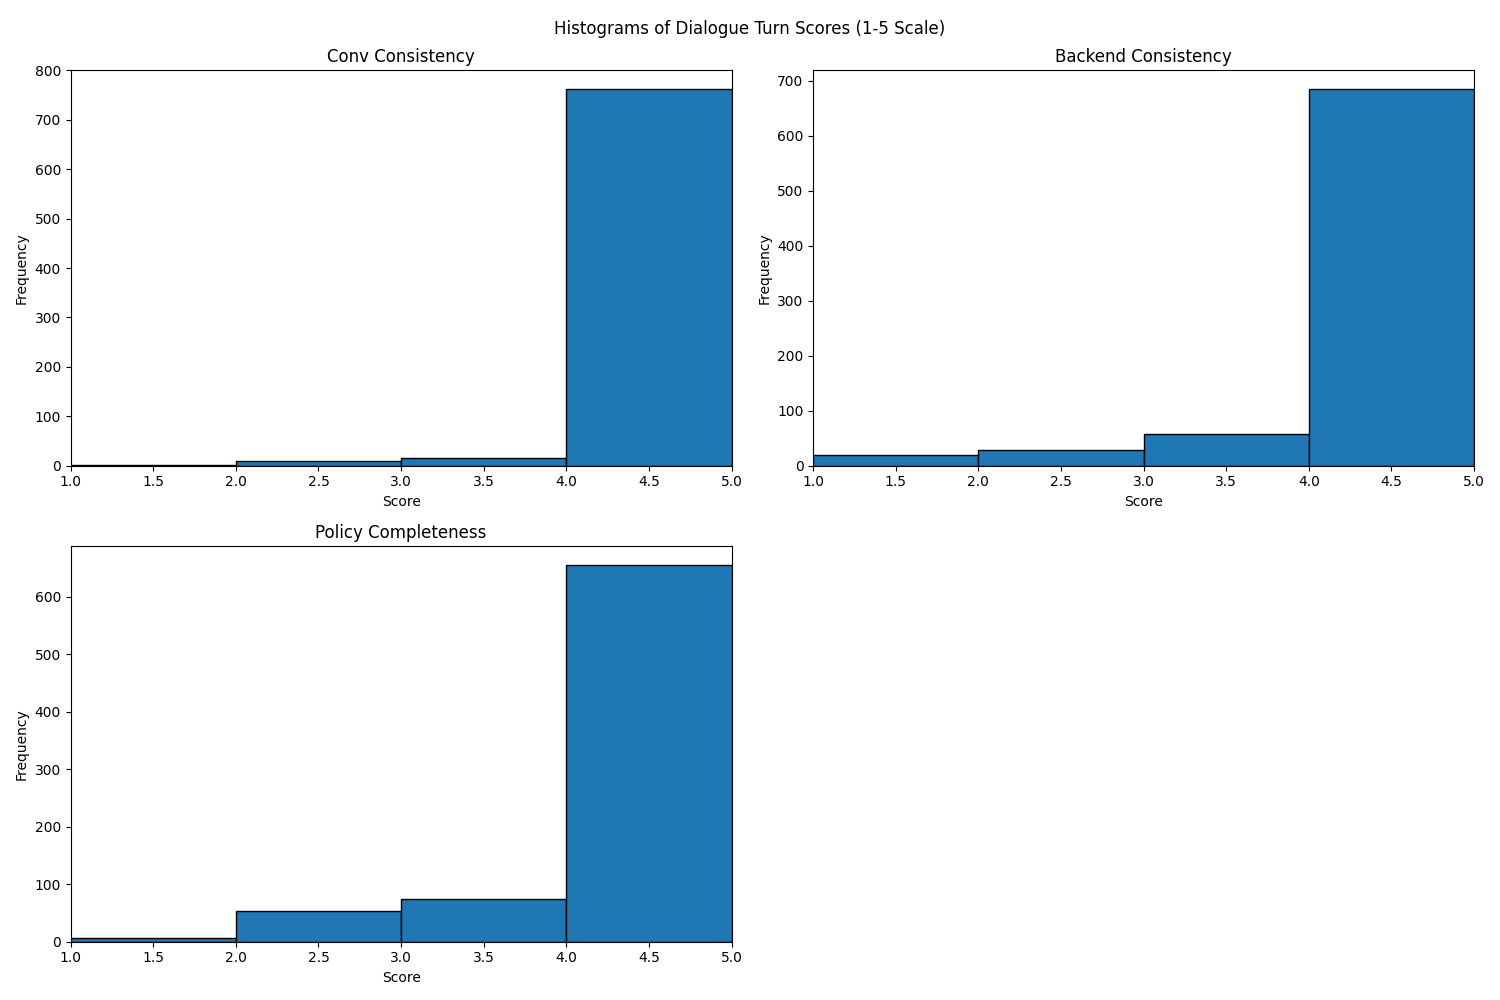 Histograms of Dialogue Turn Scores (1-5 Scale)
Conv Consistency
800
700
600
500
400
300
200
100
0
Frequency
1.0 1.5 2.0 2.5 3.0 3.5 4.0 4.5 5.0
Score
Backend Consistency
700
600
500
400
300
200
100
0
Frequency
1.0 1.5 2.0 2.5 3.0 3.5 4.0 4.5 5.0
Score
Policy Completeness
600
500
400
300
200
100
0
Frequency
1.0 1.5 2.0 2.5 3.0 3.5 4.0 4.5 5.0
Score